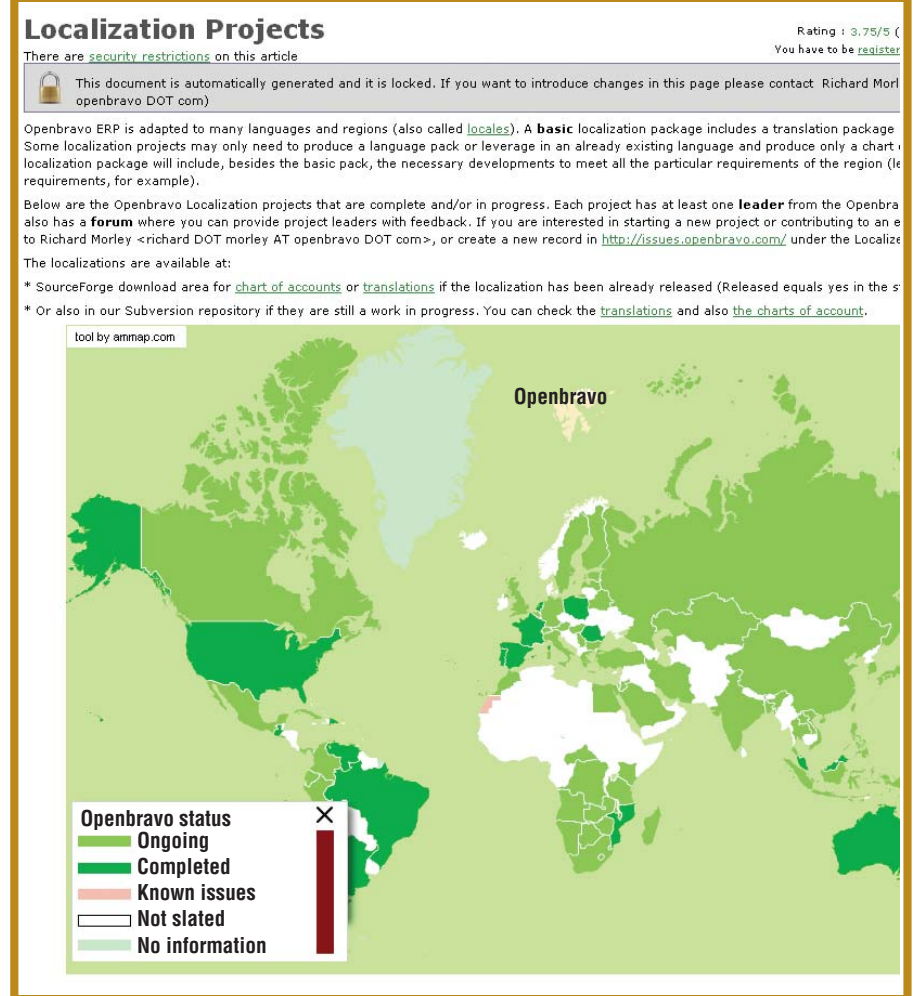 Localization Projects
Rating : 3.75/5 (
There are security restrictions on this article
You have to be register
This document is automatically generated and it is locked. If you want to introduce changes in this page please contact Richard Morl
openbravo DOT com)
Openbravo ERP is adapted to many languages and regions (also called locales). A basic localization package includes a translation package
Some localization projects may only need to produce a language pack or leverage in an already existing language and produce only a chart
localization package will include, besides the basic pack, the necessary developments to meet all the particular requirements of the region (le
requirements, for example).
Below are the Openbravo Localization projects that are complete and/or in progress. Each project has at least one leader from the Openbra
also has a forum where you can provide project leaders with feedback. If you are interested in starting a new project or contributing to an e
to Richard Morley <richard DOT morley AT openbravo DOT com>, or create a new record in http://issues.openbravo.com/ under the Localize
The localizations are available at:
* SourceForge download area for chart of accounts or translations if the localization has been already released (Released equals yes in the s
* Or also in our Subversion repository if they are still a work in progress. You can check the translations and also the charts of account.
tool by ammap.com
Openbravo
Openbravo status
Ongoing
Completed
Known issues
Not slated
No information